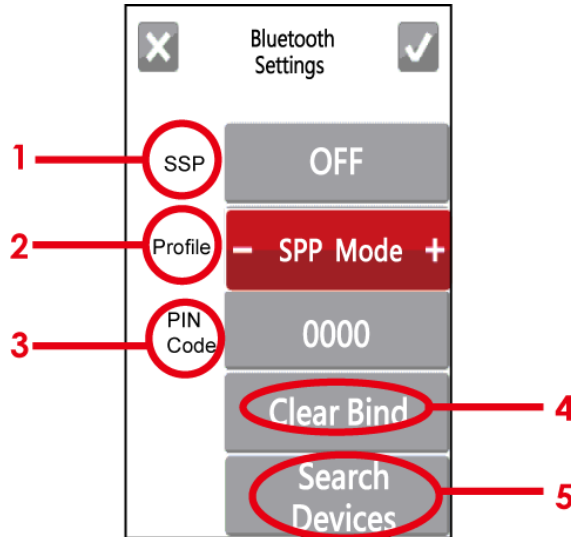 Bluetooth
Settings
1
SSP
OFF
2
Profile
- SPP Mode +
3
PIN
Code
0000
Clear Bind
4
Search
Devices
5